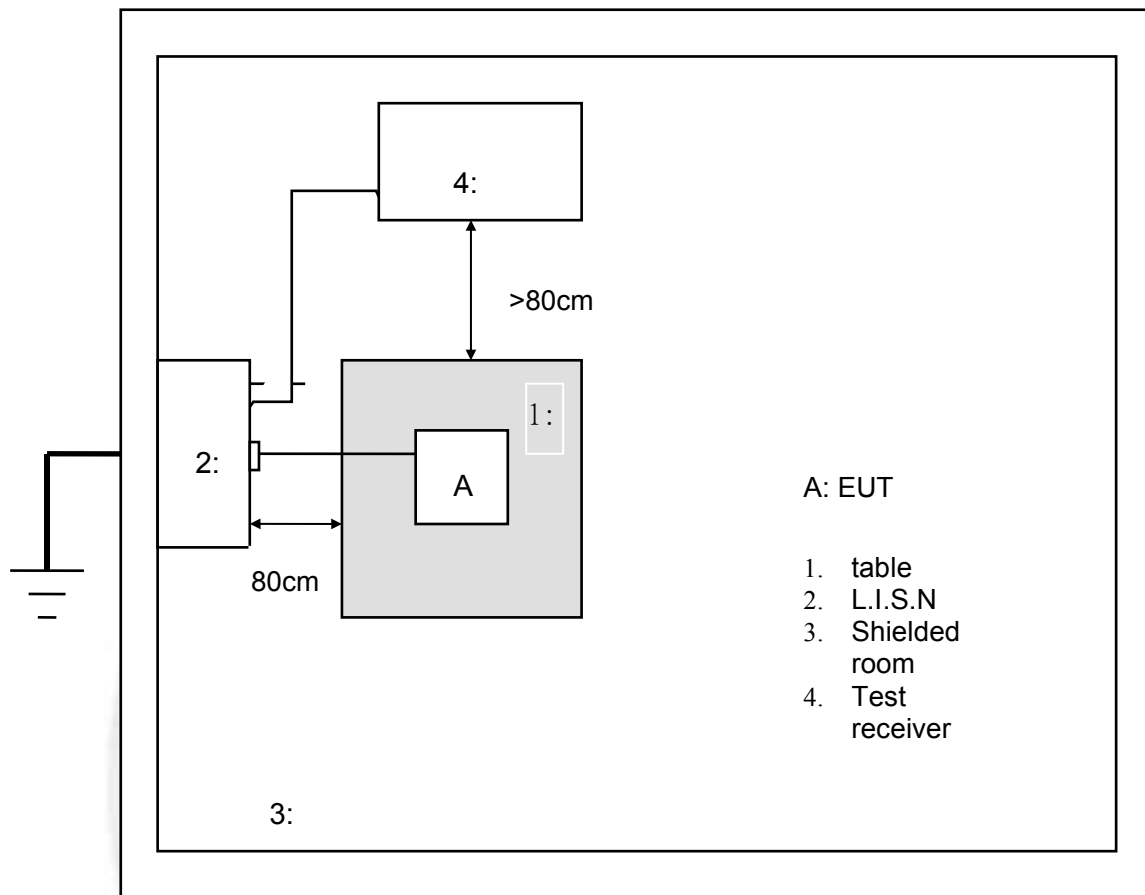 4:
>80cm
1:
2:
A
80cm
A: EUT
1. table
2. L.I.S.N
3. Shielded
room
4. Test
receiver
3: